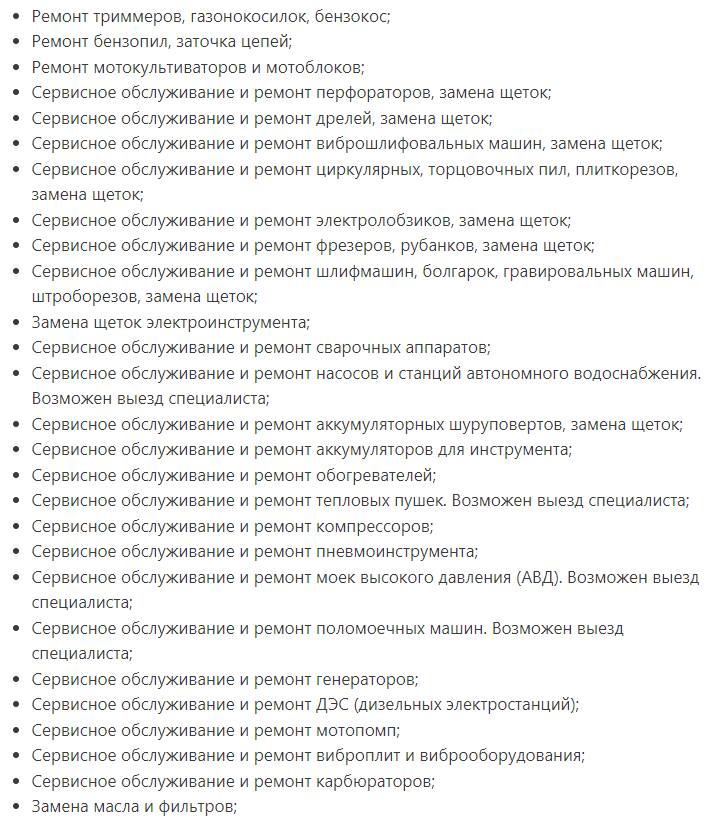 Ремонт триммеров, газонокосилок, бензокос;
Ремонт бензопил, заточка цепей;
Ремонт мотокультиваторов и мотоблоков;
Сервисное обслуживание и ремонт перфораторов, замена щеток;
Сервисное обслуживание и ремонт дрелей, замена щеток;
Сервисное обслуживание и ремонт виброшлифовальных машин, замена щеток;
Сервисное обслуживание и ремонт циркулярных, торцовочных пил, плиткорезов,
замена щеток;
Сервисное обслуживание и ремонт электролобзиков, замена щеток;
Сервисное обслуживание и ремонт фрезеров, рубанков, замена щеток;
Сервисное обслуживание и ремонт шлифмашин, болгарок, гравировальных машин,
штроборезов, замена щеток;
Замена щеток электроинструмента;
Сервисное обслуживание и ремонт сварочных аппаратов;
Сервисное обслуживание и ремонт насосов и станций автономного водоснабжения.
Возможен выезд специалиста;
Сервисное обслуживание и ремонт аккумуляторных шуруповертов, замена щеток;
Сервисное обслуживание и ремонт аккумуляторов для инструмента;
Сервисное обслуживание и ремонт обогревателей;
Сервисное обслуживание и ремонт тепловых пушек. Возможен выезд специалиста;
Сервисное обслуживание и ремонт компрессоров;
Сервисное обслуживание и ремонт пневмоинструмента;
Сервисное обслуживание и ремонт моек высокого давления (АВД). Возможен выезд
специалиста;
Сервисное обслуживание и ремонт поломоечных машин. Возможен выезд
специалиста;
Сервисное обслуживание и ремонт генераторов;
Сервисное обслуживание и ремонт ДЭС (дизельных электростанций);
Сервисное обслуживание и ремонт мотопомп;
Сервисное обслуживание и ремонт виброплит и виброоборудования;
Сервисное обслуживание и ремонт карбюраторов;
Замена масла и фильтров;